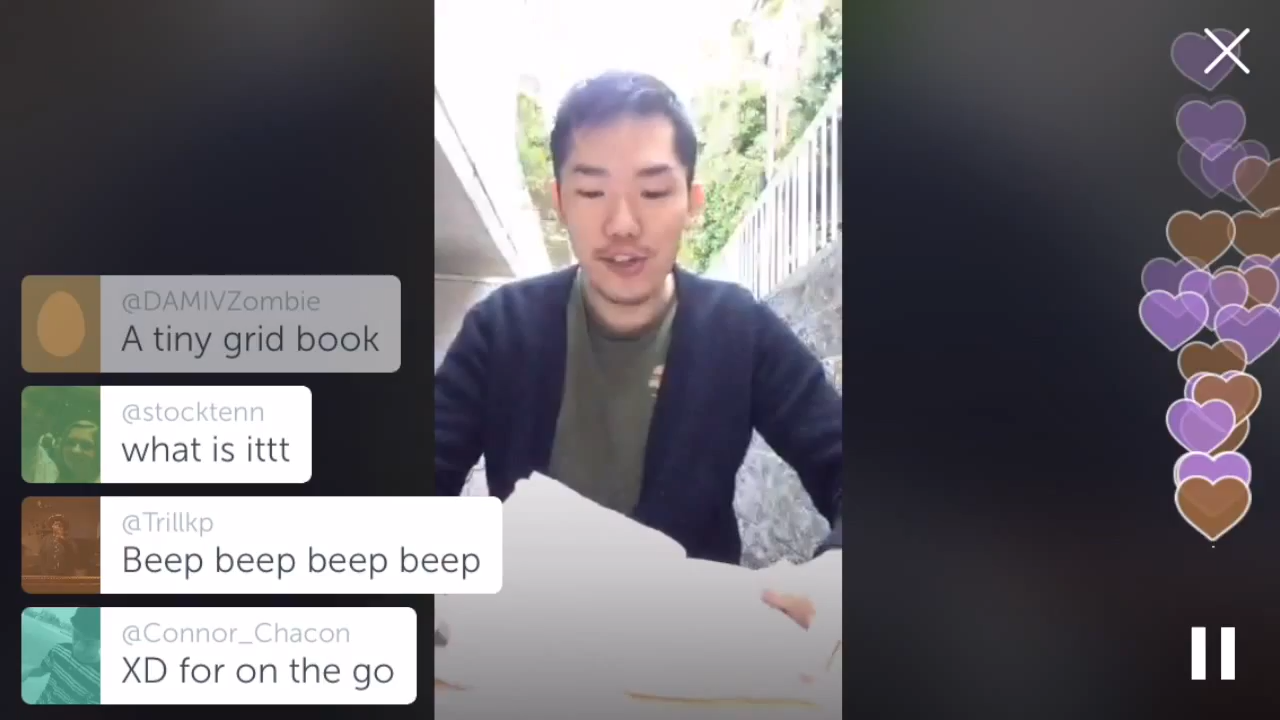 @DAMIVZombie
A tiny grid book
@stocktenn
what is ittt
@Trillkp
Beep beep beep beep
@Connor_Chacon
XD for on the go